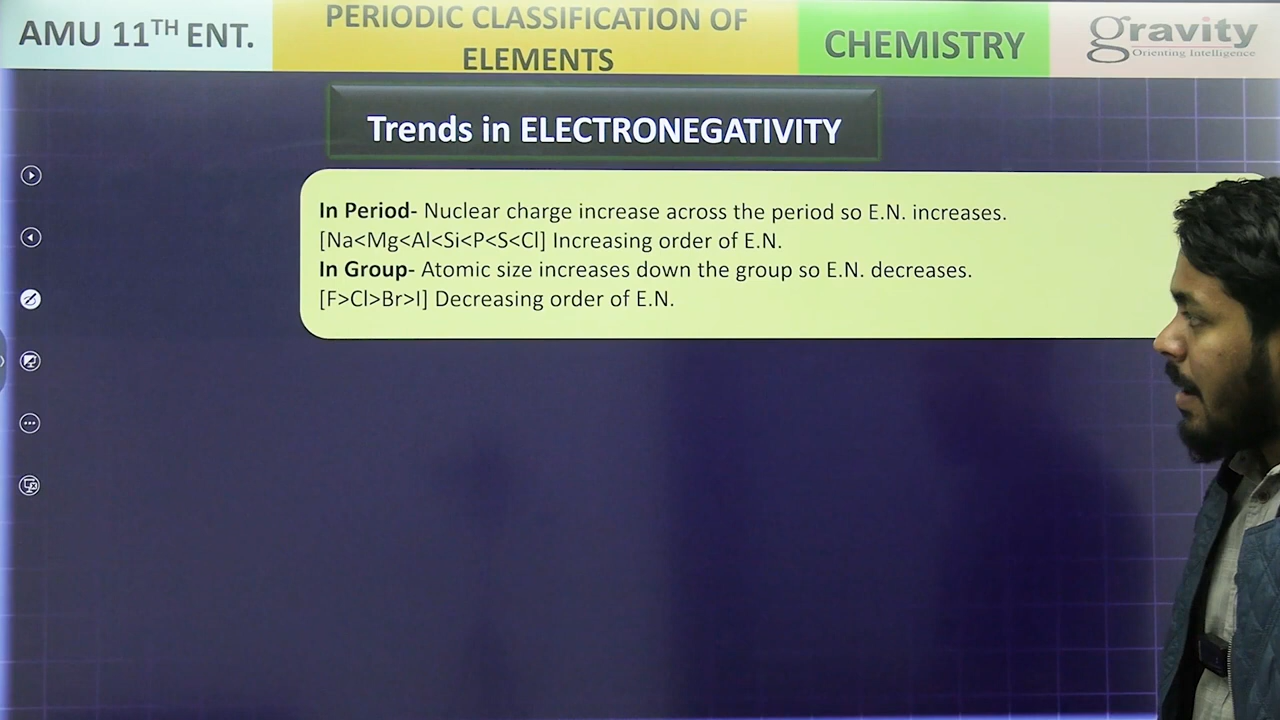 AMU 11TH ENT.
PERIODIC CLASSIFICATION OF
ELEMENTS
CHEMISTRY
gravity
Orienting Intelligence
Trends in ELECTRONEGATIVITY
In Period- Nuclear charge increase across the period so E.N. increases.
[Na<Mg<Al<Si<P<S<Cl] Increasing order of E.N.
In Group- Atomic size increases down the group so E.N. decreases.
[F>Cl>Br>I] Decreasing order of E.N.